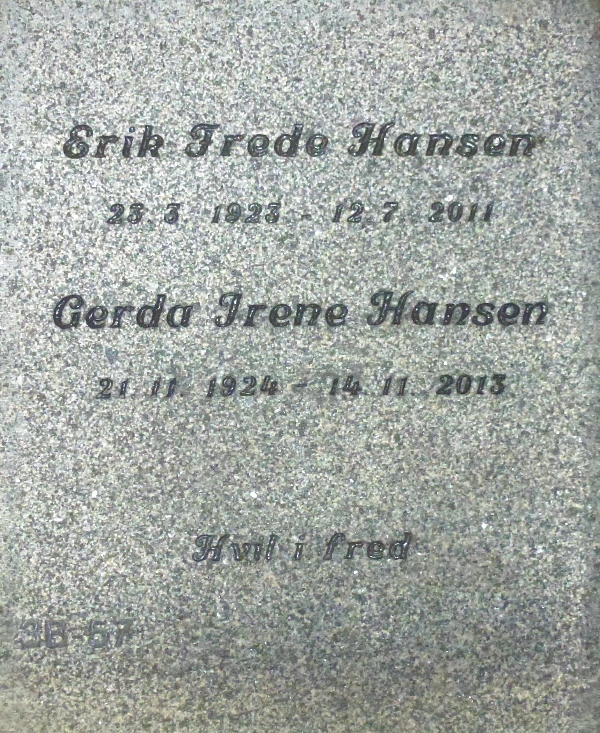 Erik Frede Hansen
23. 3. 1923 - 12. 7. 2011
Gerda Irene Hansen
21. 11. 1924 - 14. 11. 2013
Hvil i fred
3B-57